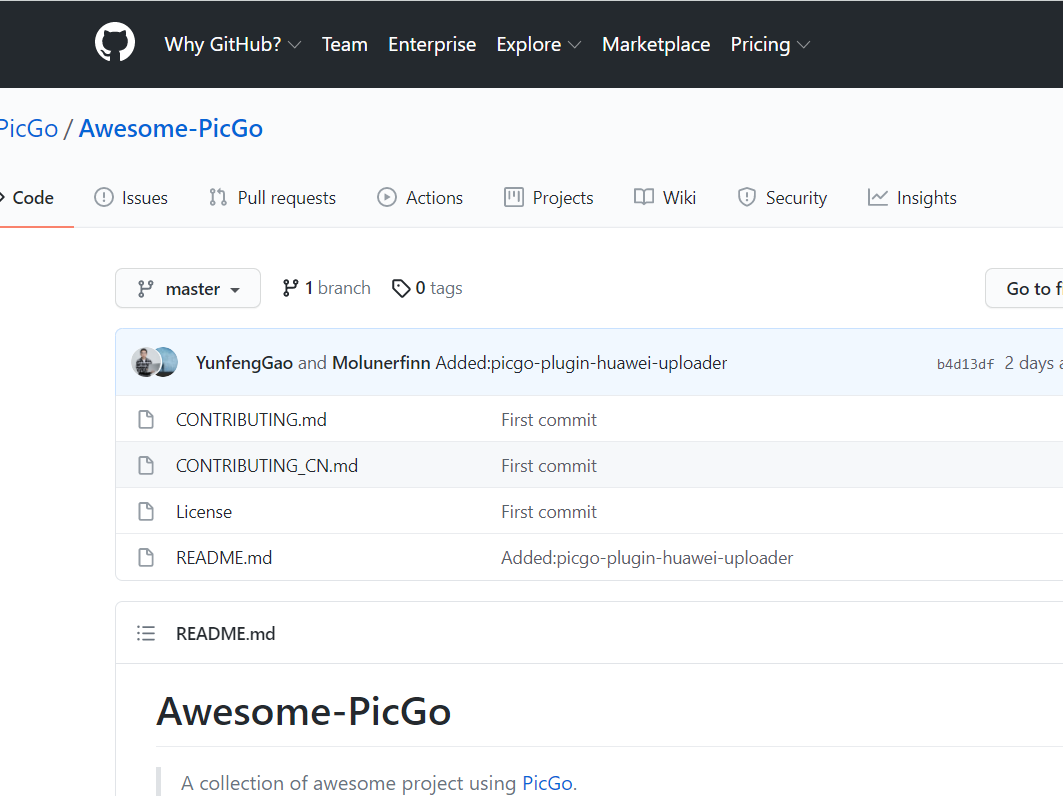 Why GitHub? Team Enterprise Explore Marketplace Pricing
PicGo / Awesome-PicGo
Code Issues Pull requests Actions Projects Wiki Security Insights
master 1 branch 0 tags Go to
YunfengGao and Molunerfinn Added:picgo-plugin-huawei-uploader b4d13df 2 days
CONTRIBUTING.md First commit
CONTRIBUTING_CN.md First commit
License First commit
README.md Added:picgo-plugin-huawei-uploader
README.md
Awesome-PicGo
A collection of awesome project using PicGo.